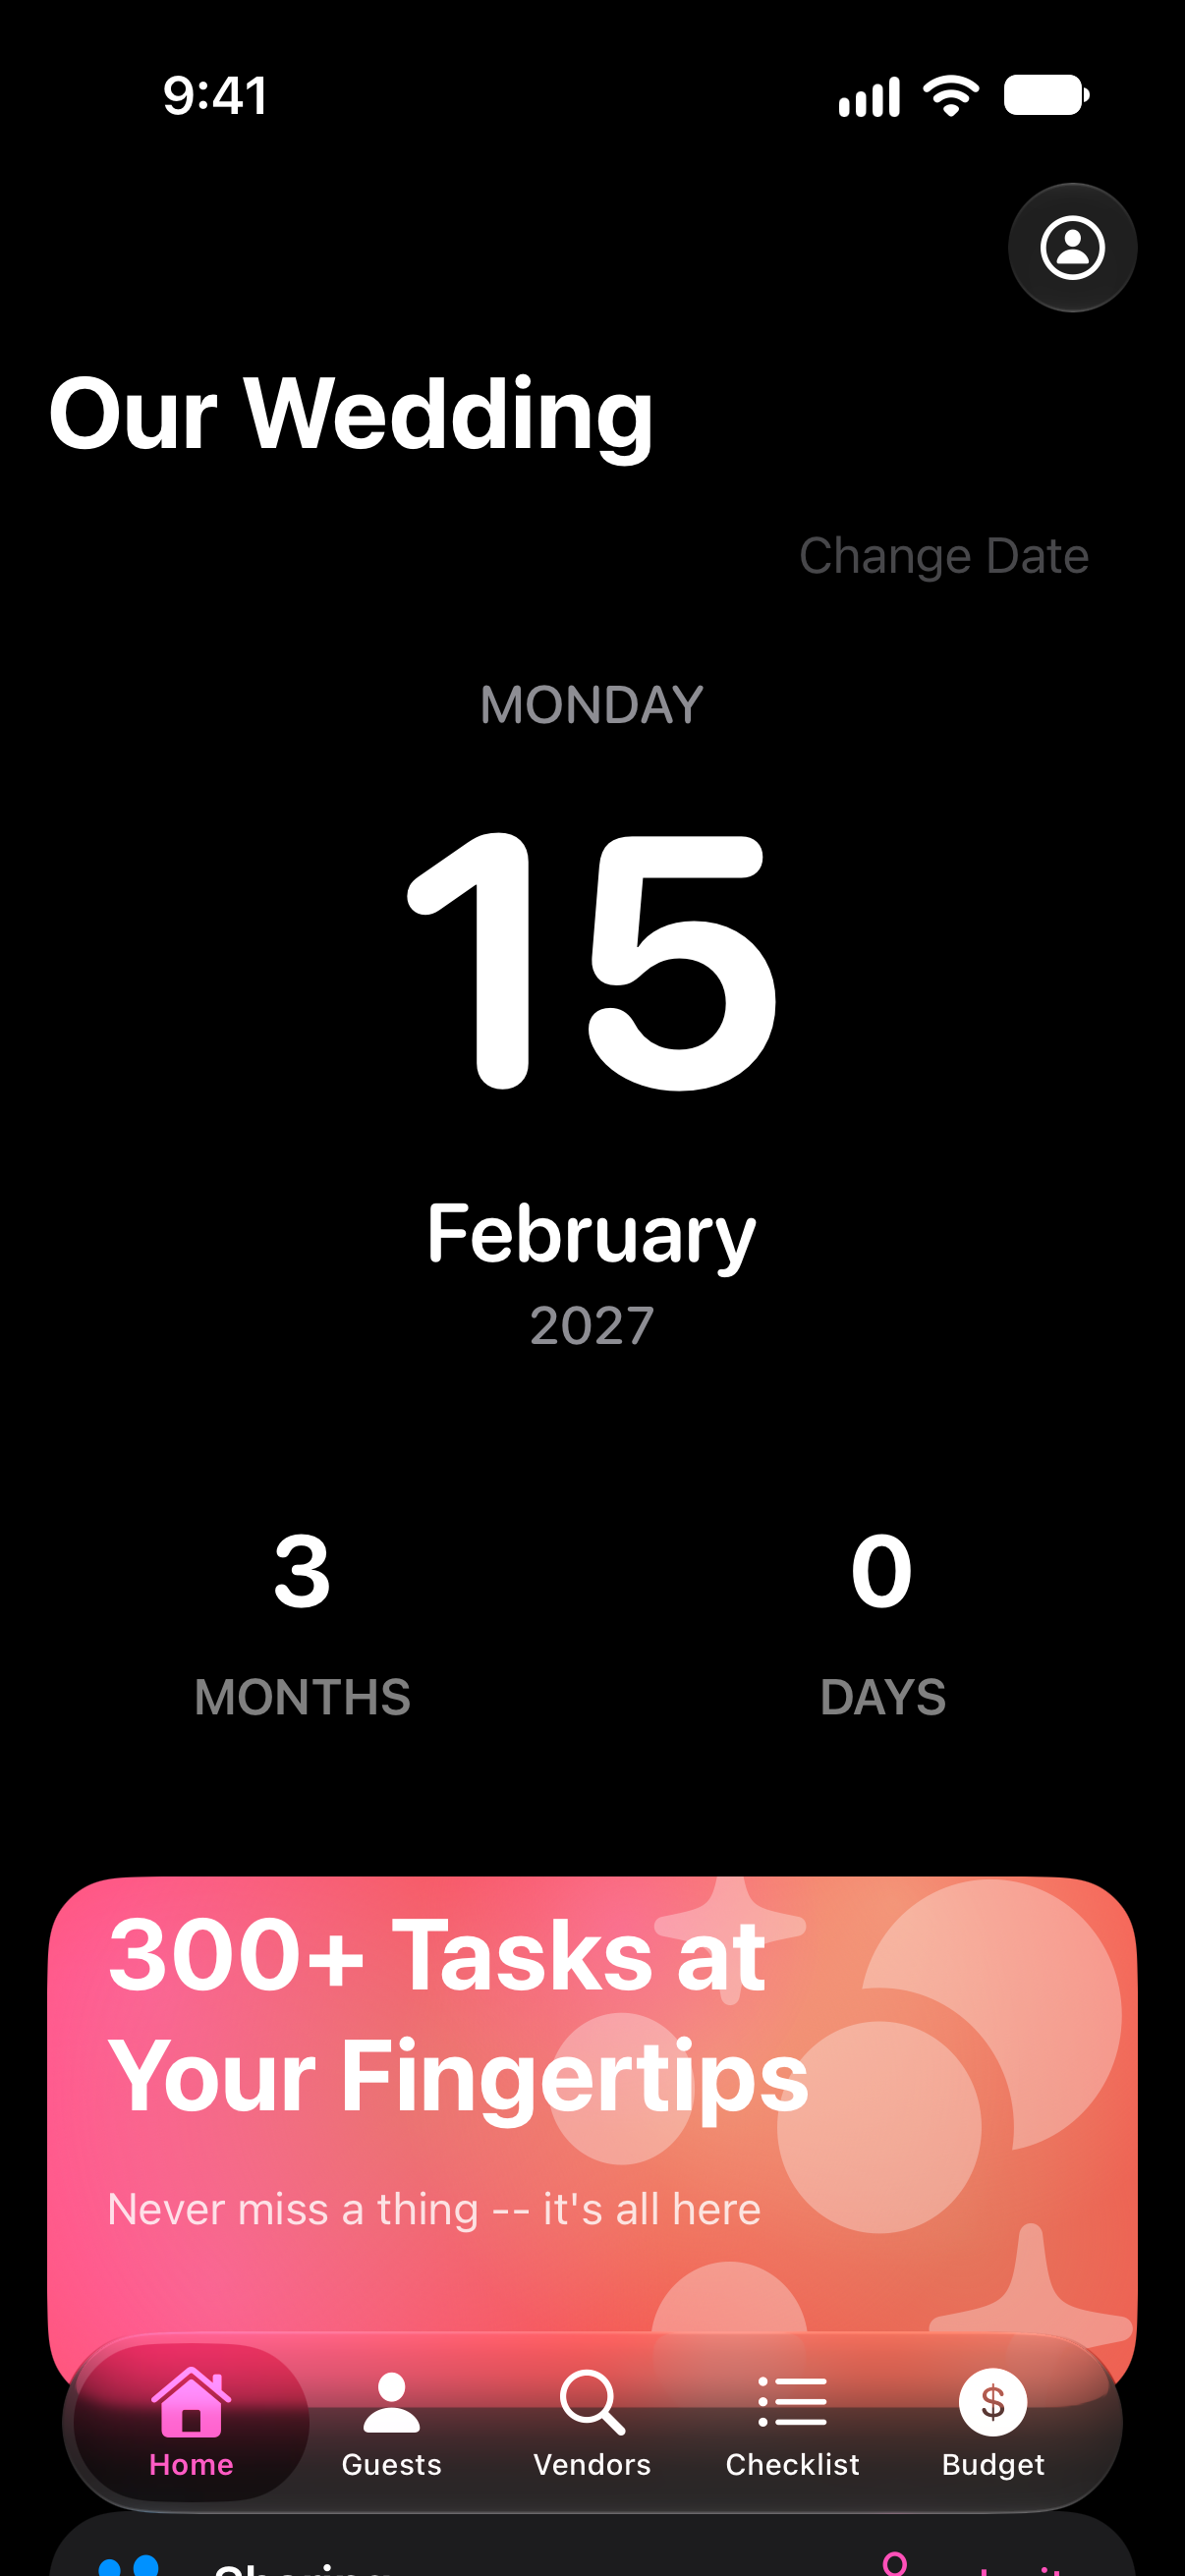 9:41
Our Wedding
Change Date
MONDAY
15
February
2027
3
0
MONTHS
DAYS
300+ Tasks at
Your Fingertips
Never miss a thing -- it's all here
$
Home
Guests
Vendors
Checklist
Budget